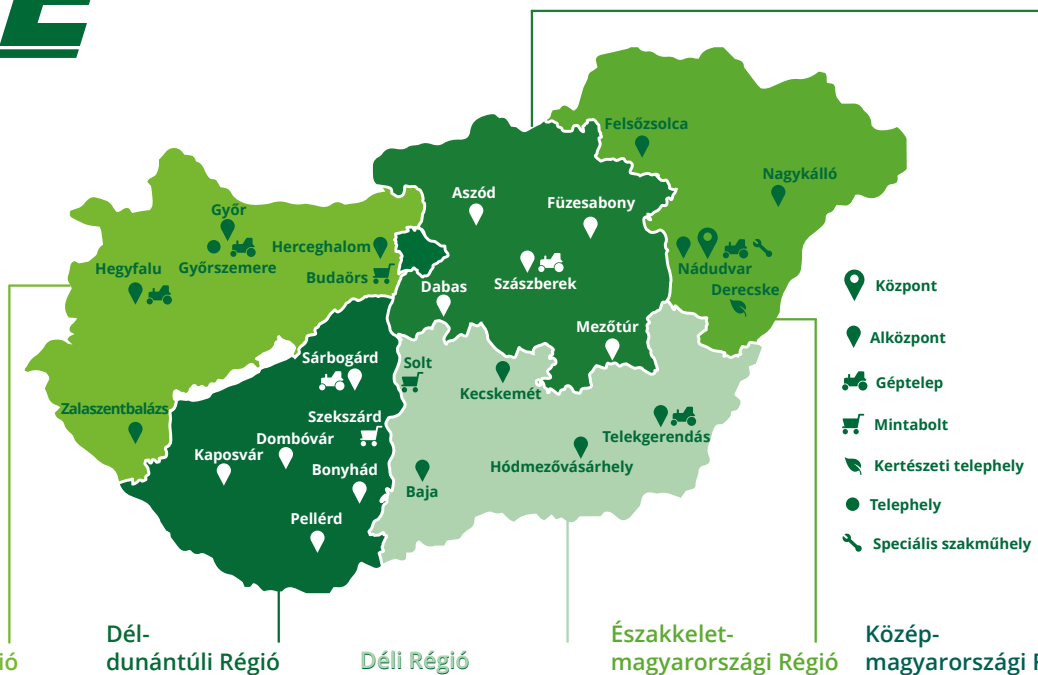 Felsőzsolca
Nagykálló
Aszód
Füzesabony
Győr
Herceghalom
Győrszemere
Hegyfalu
Budaörs
Dabas
Szászberek
Nádudvar
Derecske
Mezőtúr
Sárbogárd
Solt
Kecskemét
Zalaszentbalázs
Szekszárd
Dombóvár
Kaposvár
Bonyhád
Telekgerendás
Hódmezővásárhely
Baja
Pellérd
Központ
Alközpont
Géptelep
Mintabolt
Kertészeti telephely
Telephely
Speciális szakműhely
ió
Dél-
dunántúli Régió
Déli Régió
Északkelet-
magyarországi Régió
Közép-
magyarországi R